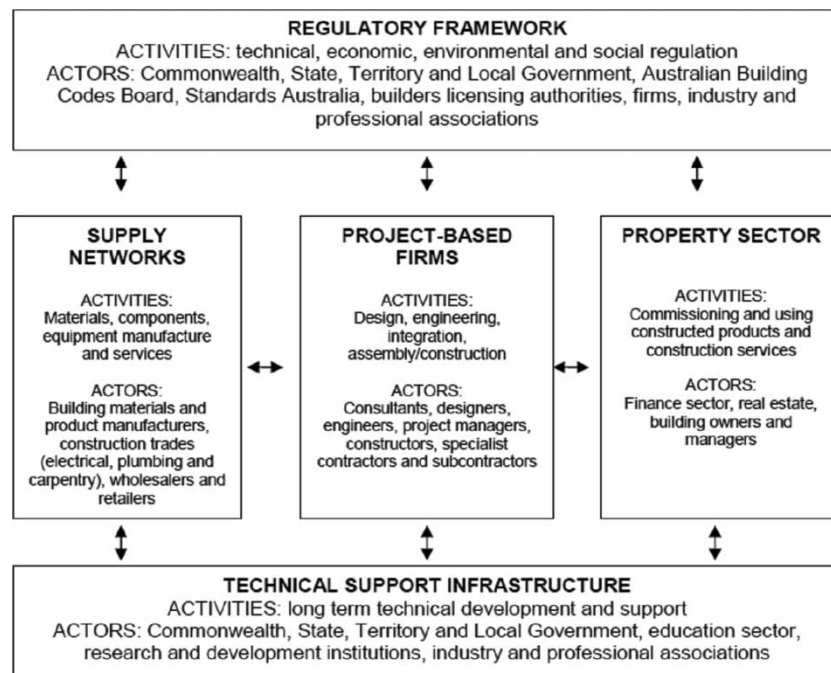 REGULATORY FRAMEWORK
ACTIVITIES: technical, economic, environmental and social regulation
ACTORS: Commonwealth, State, Territory and Local Government, Australian Building
Codes Board, Standards Australia, builders licensing authorities, firms, industry and
professional associations
SUPPLY
NETWORKS
ACTIVITIES:
Materials, components,
equipment manufacture
and services
ACTORS:
Building materials and
product manufacturers,
construction trades
(electrical, plumbing and
carpentry), wholesalers and
retailers
PROJECT-BASED
FIRMS
ACTIVITIES:
Design, engineering,
integration,
assembly/construction
ACTORS:
Consultants, designers,
engineers, project managers,
constructors, specialist
contractors and subcontractors
PROPERTY SECTOR
ACTIVITIES:
Commissioning and using
constructed products and
construction services
ACTORS:
Finance sector, real estate,
building owners and
managers
TECHNICAL SUPPORT INFRASTRUCTURE
ACTIVITIES: long term technical development and support
ACTORS: Commonwealth, State, Territory and Local Government, education sector,
research and development institutions, industry and professional associations